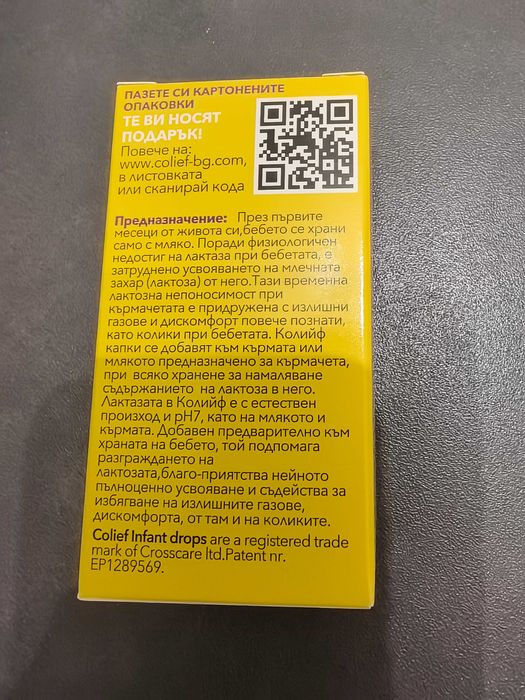 ПАЗЕТЕ СИ КАРТОНЕНИТЕ
ОПАКОВКИ
ТЕ ВИ НОСЯТ
ПОДАРЪК!
Повече на:
www.colief-bg.com,
в листовката
или сканирай кода
Предназначение: През първите
месеци от живота си,бебето се храни
само с мляко. Поради физиологичен
недостиг на лактаза при бебетата, е
затруднено усвояването на млечната
захар (лактоза) от него.Тази временна
лактозна непоносимост при
кърмачетата е придружена с излишни
газове и дискомфорт повече познати,
като колики при бебетата. Колийф
капки се добавят към кърмата или
млякото предназначено за кърмачета,
при всяко хранене за намаляване
съдържанието на лактоза в него.
Лактазата в Колийф е с естествен
произход и pH7, като на млякото и
кърмата. Добавен предварително към
храната на бебето, той подпомага
разграждането на
лактозата,благо-приятства нейното
пълноценно усвояване и съдейства за
избягване на излишните газове,
дискомфорта, от там и на коликите.
Colief Infant drops are a registered trade
mark of Crosscare ltd.Patent nr.
EP1289569.